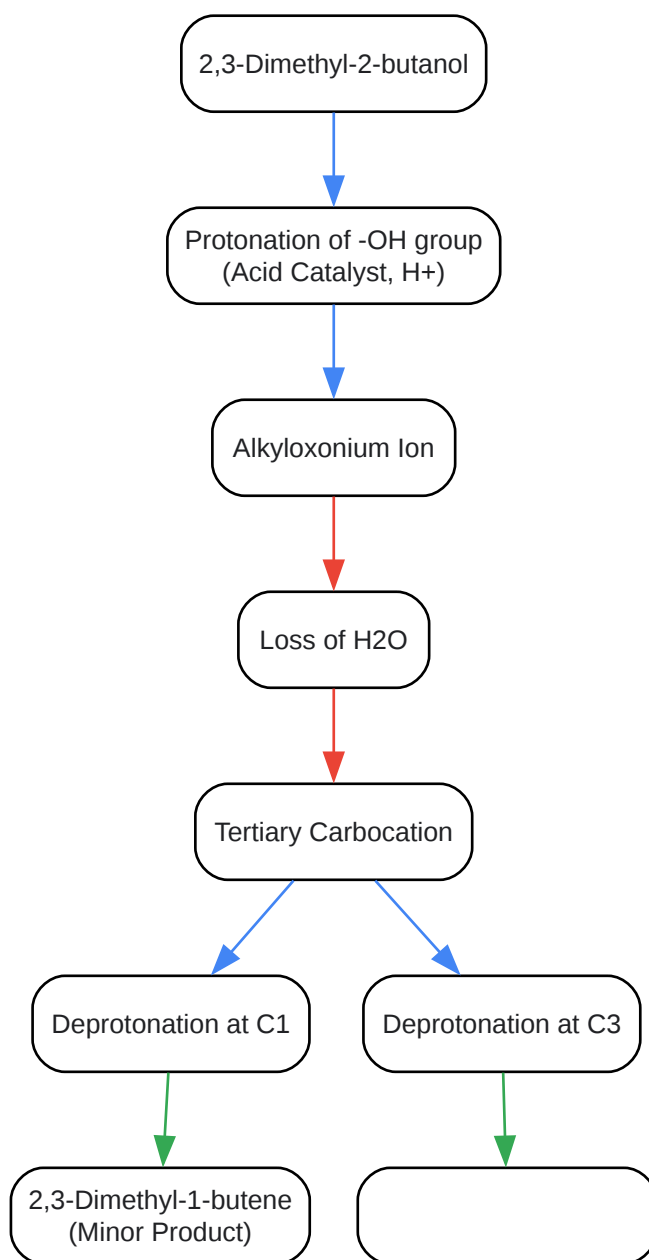 2,3-Dimethyl-2-butanol
Protonation of -OH group
(Acid Catalyst, H+)
Alkyloxonium Ion
Loss of H2O
Tertiary Carbocation
Deprotonation at C1
Deprotonation at C3
2,3-Dimethyl-1-butene
(Minor Product)